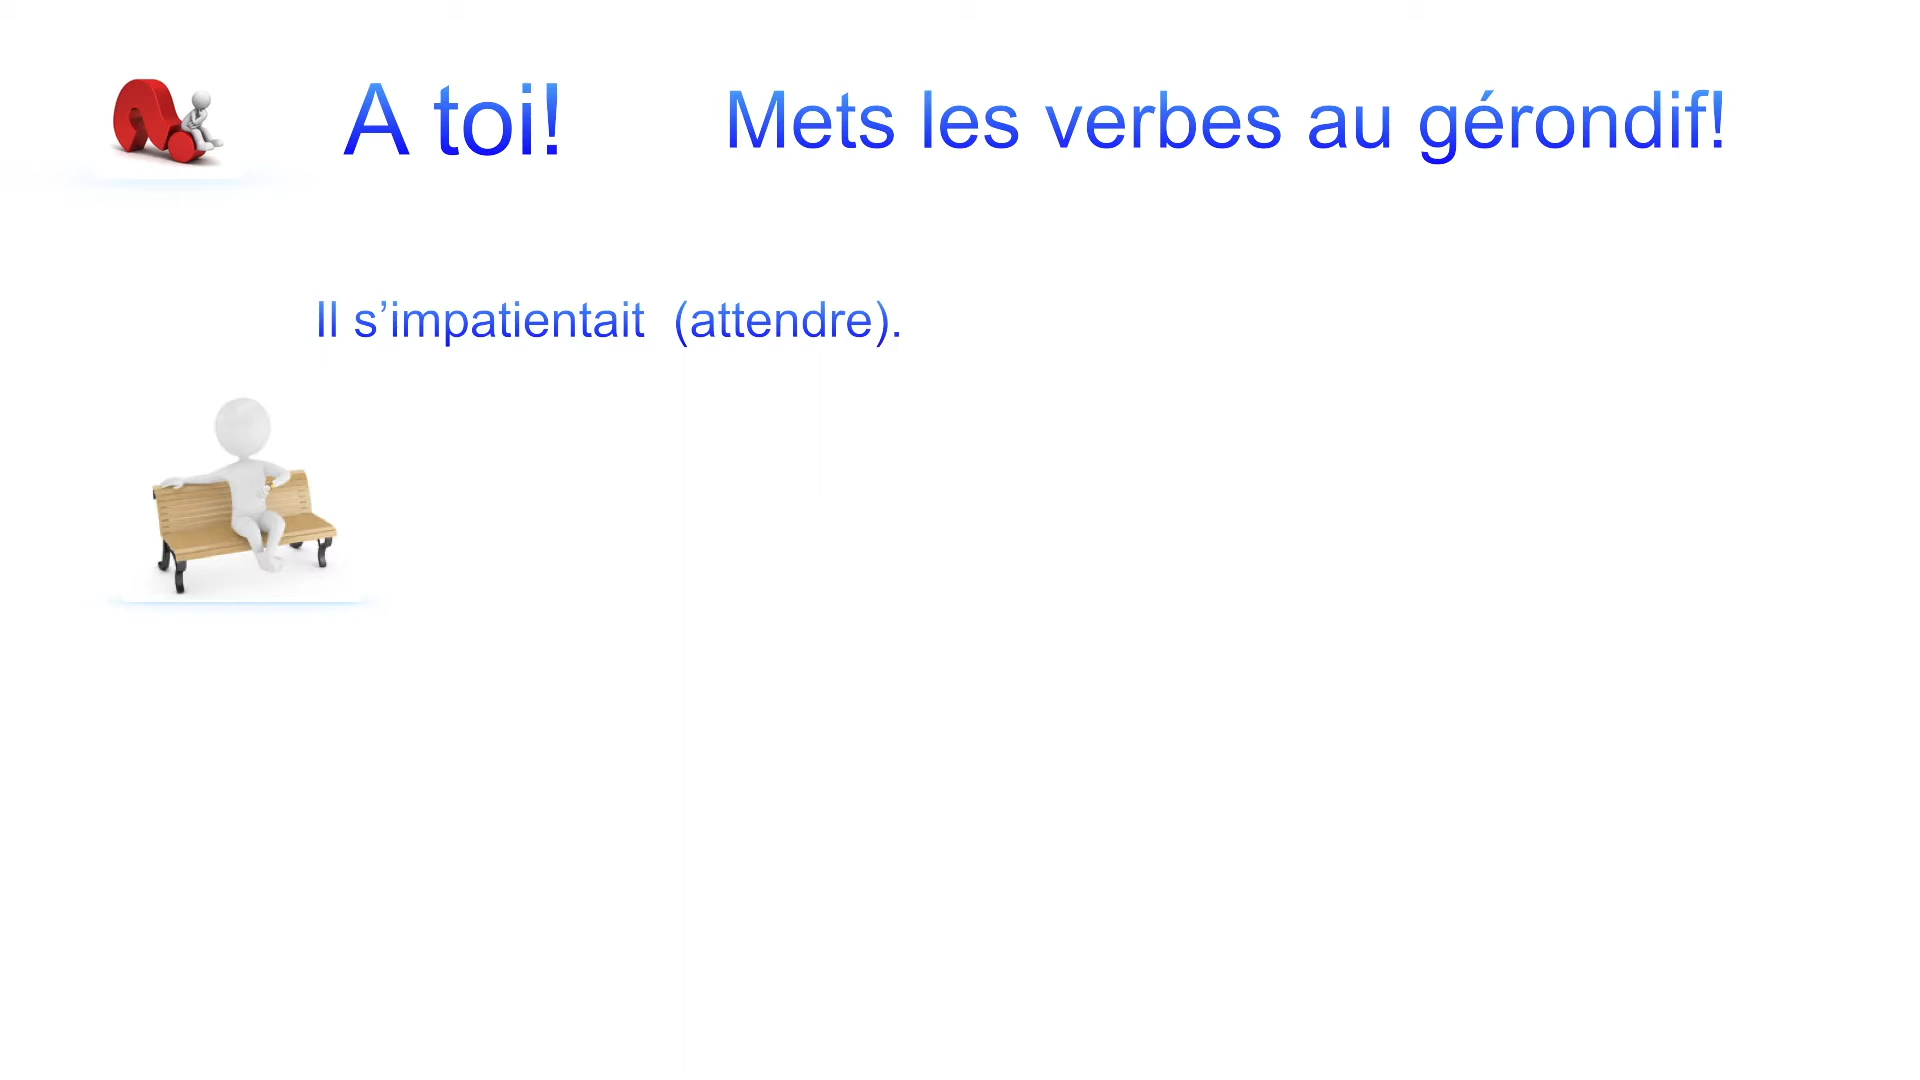 A toi! Mets les verbes au gérondif!
Il s’impatientait (attendre).